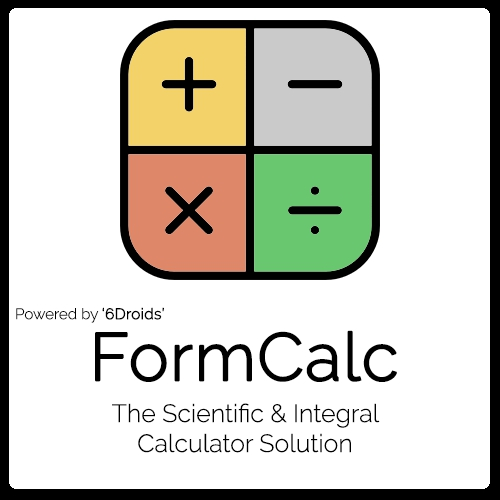 + −
× ÷
Powered by '6Droids'
FormCalc
The Scientific & Integral
Calculator Solution